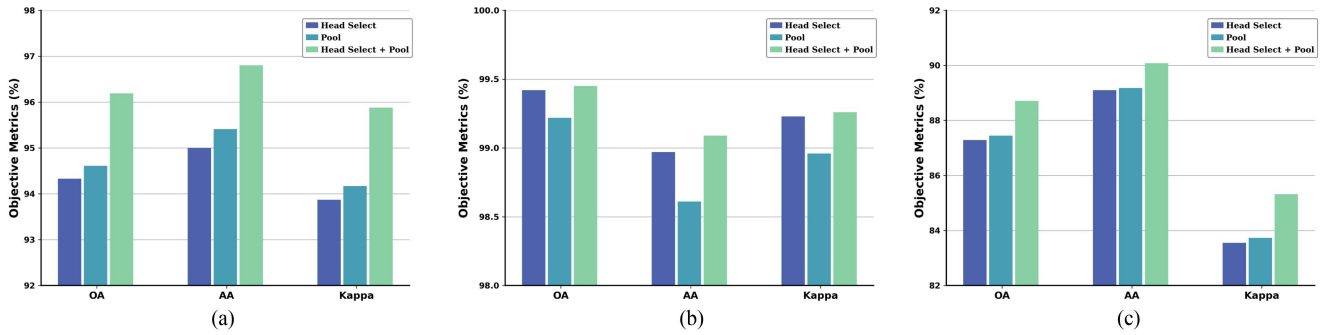 Objective Metrics (%)
98
97
96
95
94
93
92
OA
AA
Kappa
Head Select
Pool
Head Select + Pool
(a)
Objective Metrics (%)
100.0
99.5
99.0
98.5
98.0
OA
AA
Kappa
Head Select
Pool
Head Select + Pool
(b)
Objective Metrics (%)
92
90
88
86
84
82
OA
AA
Kappa
Head Select
Pool
Head Select + Pool
(c)